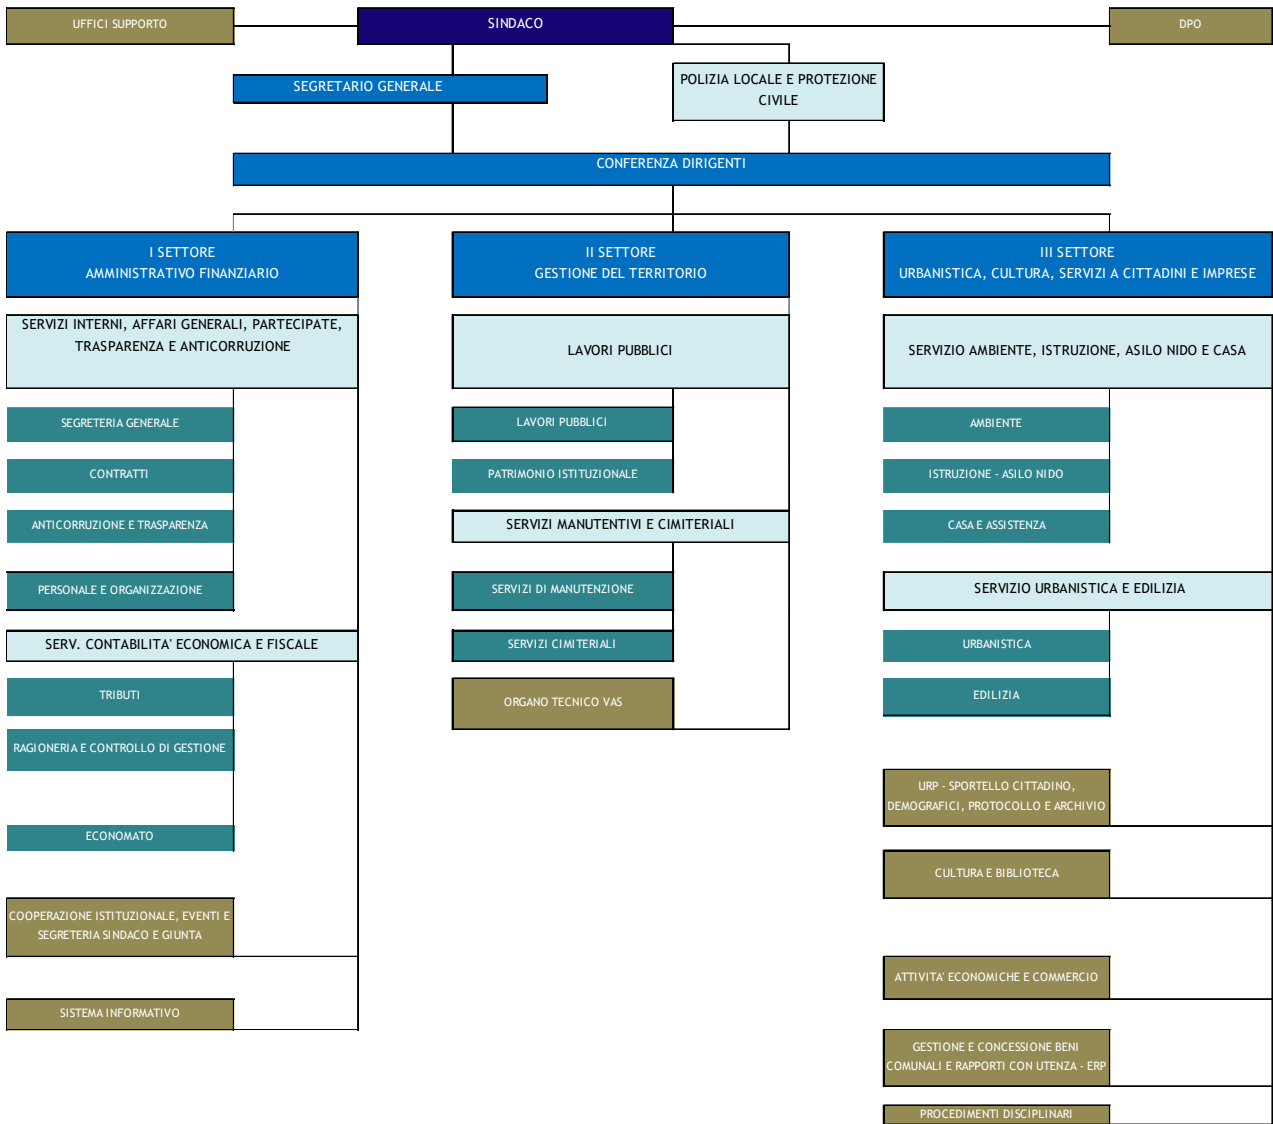 UFFICI SUPPORTO
SINDACO
DPO
SEGRETARIO GENERALE
POLIZIA LOCALE E PROTEZIONE
CIVILE
CONFERENZA DIRIGENTI
I SETTORE
AMMINISTRATIVO FINANZIARIO
II SETTORE
GESTIONE DEL TERRITORIO
III SETTORE
URBANISTICA, CULTURA, SERVIZI A CITTADINI E IMPRESE
SERVIZI INTERNI, AFFARI GENERALI, PARTECIPATE,
TRASPARENZA E ANTICORRUZIONE
SEGRETERIA GENERALE
CONTRATTI
ANTICORRUZIONE E TRASPARENZA
PERSONALE E ORGANIZZAZIONE
SERV. CONTABILITA' ECONOMICA E FISCALE
TRIBUTI
RAGIONERIA E CONTROLLO DI GESTIONE
ECONOMATO
COOPERAZIONE ISTITUZIONALE, EVENTI E
SEGRETERIA SINDACO E GIUNTA
SISTEMA INFORMATIVO
LAVORI PUBBLICI
LAVORI PUBBLICI
PATRIMONIO ISTITUZIONALE
SERVIZI MANUTENTIVI E CIMITERIALI
SERVIZI DI MANUTENZIONE
SERVIZI CIMITERIALI
ORGANO TECNICO VAS
SERVIZIO AMBIENTE, ISTRUZIONE, ASILO NIDO E CASA
AMBIENTE
ISTRUZIONE - ASILO NIDO
CASA E ASSISTENZA
SERVIZIO URBANISTICA E EDILIZIA
URBANISTICA
EDILIZIA
URP - SPORTELLO CITTADINO,
DEMOGRAFICI, PROTOCOLLO E ARCHIVIO
CULTURA E BIBLIOTECA
ATTIVITA' ECONOMICHE E COMMERCIO
GESTIONE E CONCESSIONE BENI
COMUNALI E RAPPORTI CON UTENZA - ERP
PROCEDIMENTI DISCIPLINARI